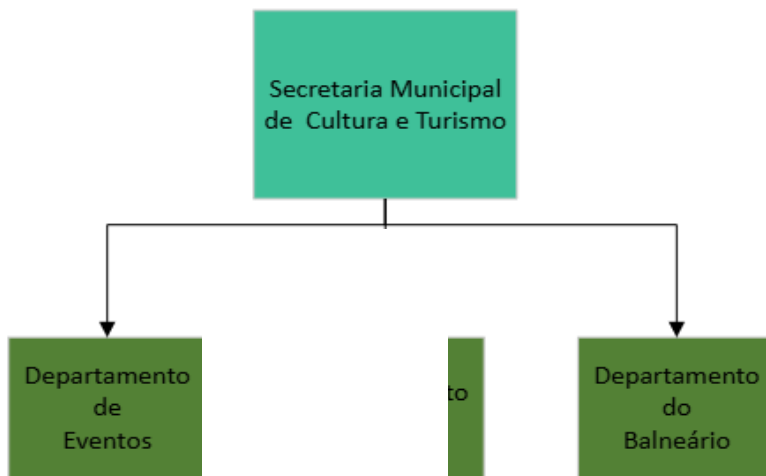 Secretaria Municipal
de Cultura e Turismo
Departamento
de
Eventos
Departamento
do
Balneário